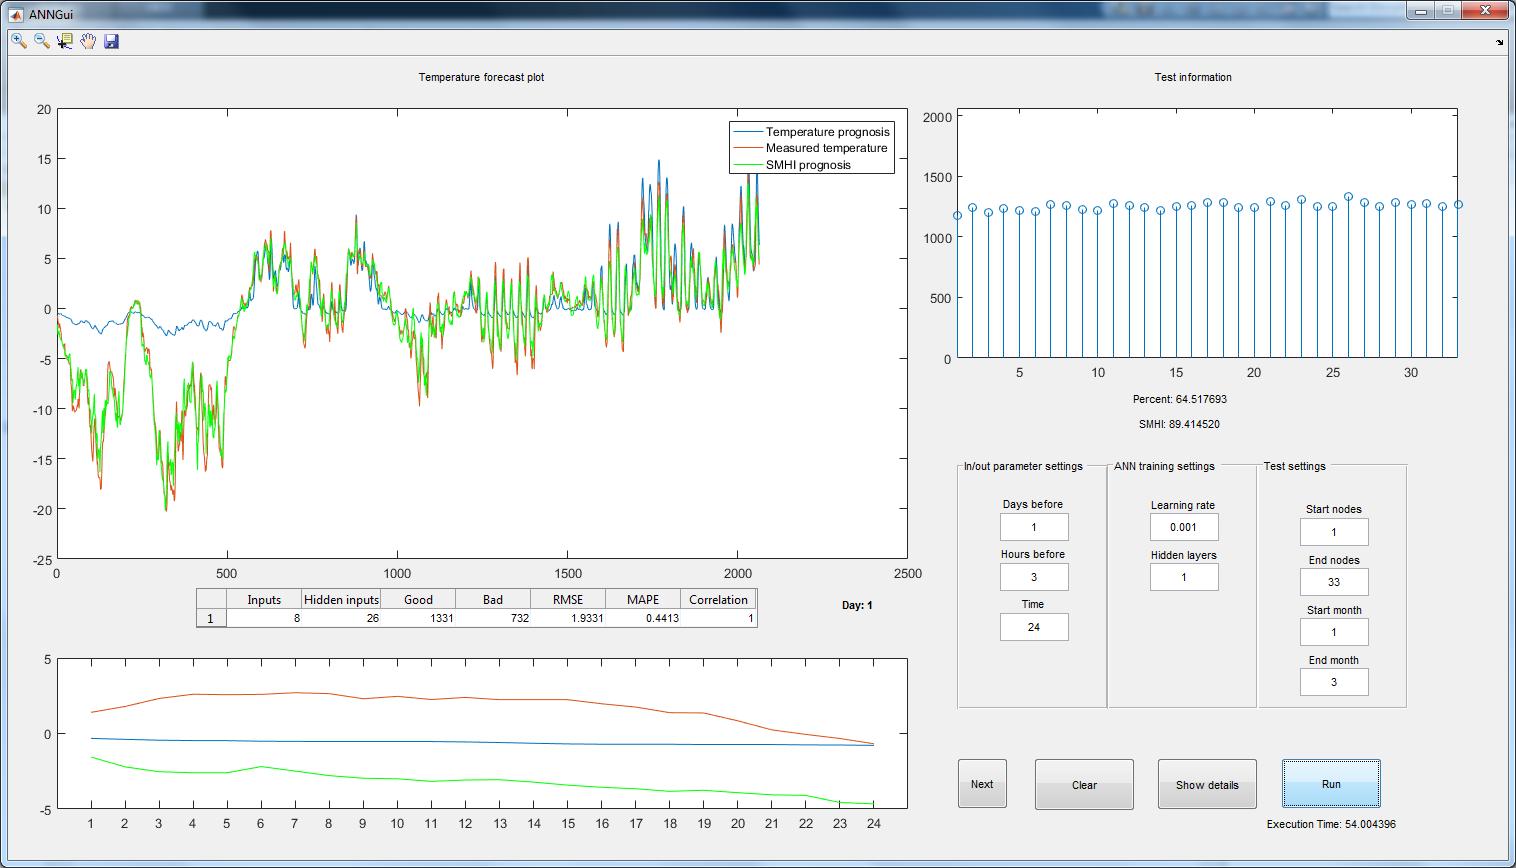 ANNGui
Temperature forecast plot
20
15
10
5
0
-5
-10
-15
-20
-25
0 500 1000 1500 2000 2500
Temperature prognosis
Measured temperature
SMHI prognosis
Inputs Hidden inputs Good Bad RMSE MAPE Correlation
1 8 26 1331 732 1.9331 0.4413 1
Day: 1
5
0
-5
1 2 3 4 5 6 7 8 9 10 11 12 13 14 15 16 17 18 19 20 21 22 23 24
Test information
2000
1500
1000
500
0
5 10 15 20 25 30
Percent: 64.517693
SMHI: 89.414520
In/out parameter settings
Days before
1
Hours before
3
Time
24
ANN training settings
Learning rate
0.001
Hidden layers
1
Test settings
Start nodes
1
End nodes
33
Start month
1
End month
3
Next Clear Show details Run
Execution Time: 54.004396